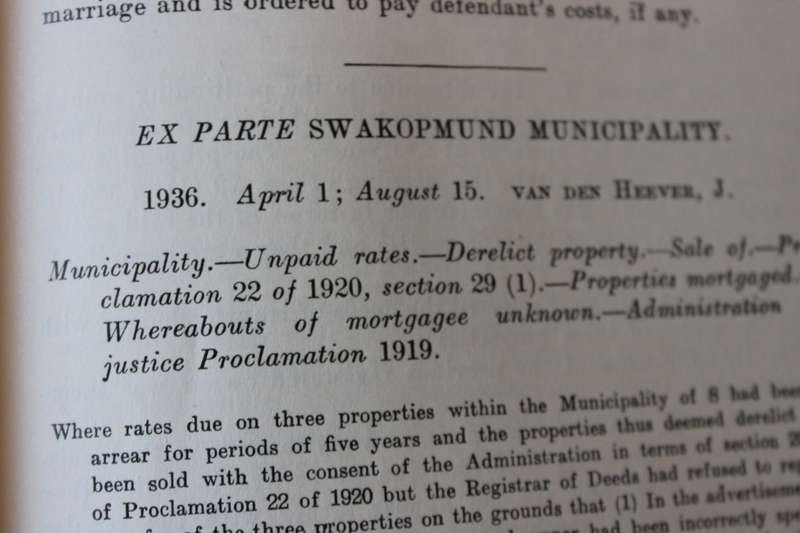 marriage and is ordered to pay defendant's costs, if any.
EX PARTE SWAKOPMUND MUNICIPALITY.
1936. April 1; August 15. VAN DEN HEEVER, J.
Municipality.—Unpaid rates.—Derelict property.—Sale of.—
clamation 22 of 1920, section 29 (1).—Properties mortgaged.
Whereabouts of mortgagee unknown.—Administration
justice Proclamation 1919.
Where rates due on three properties within the Municipality of S had been
arrear for periods of five years and the properties thus deemed derelict
been sold with the consent of the Administration in terms of section
of Proclamation 22 of 1920 but the Registrar of Deeds had refused to
of the three properties on the grounds that (1) In the
had been incorrectly